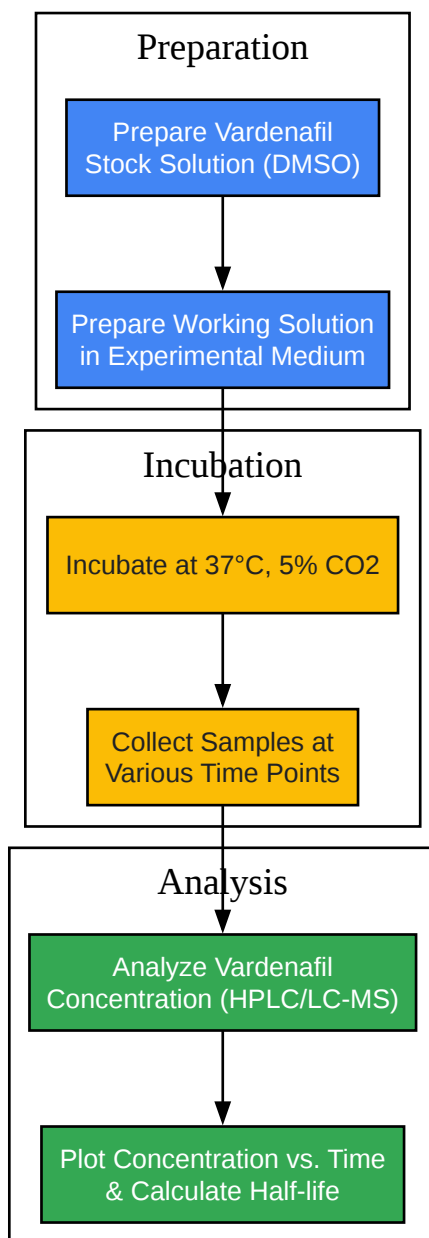 Preparation
Prepare Vardenafil
Stock Solution (DMSO)
Prepare Working Solution
in Experimental Medium
Incubation
Incubate at 37°C, 5% CO2
Collect Samples at
Various Time Points
Analysis
Analyze Vardenafil
Concentration (HPLC/LC-MS)
Plot Concentration vs. Time
& Calculate Half-life